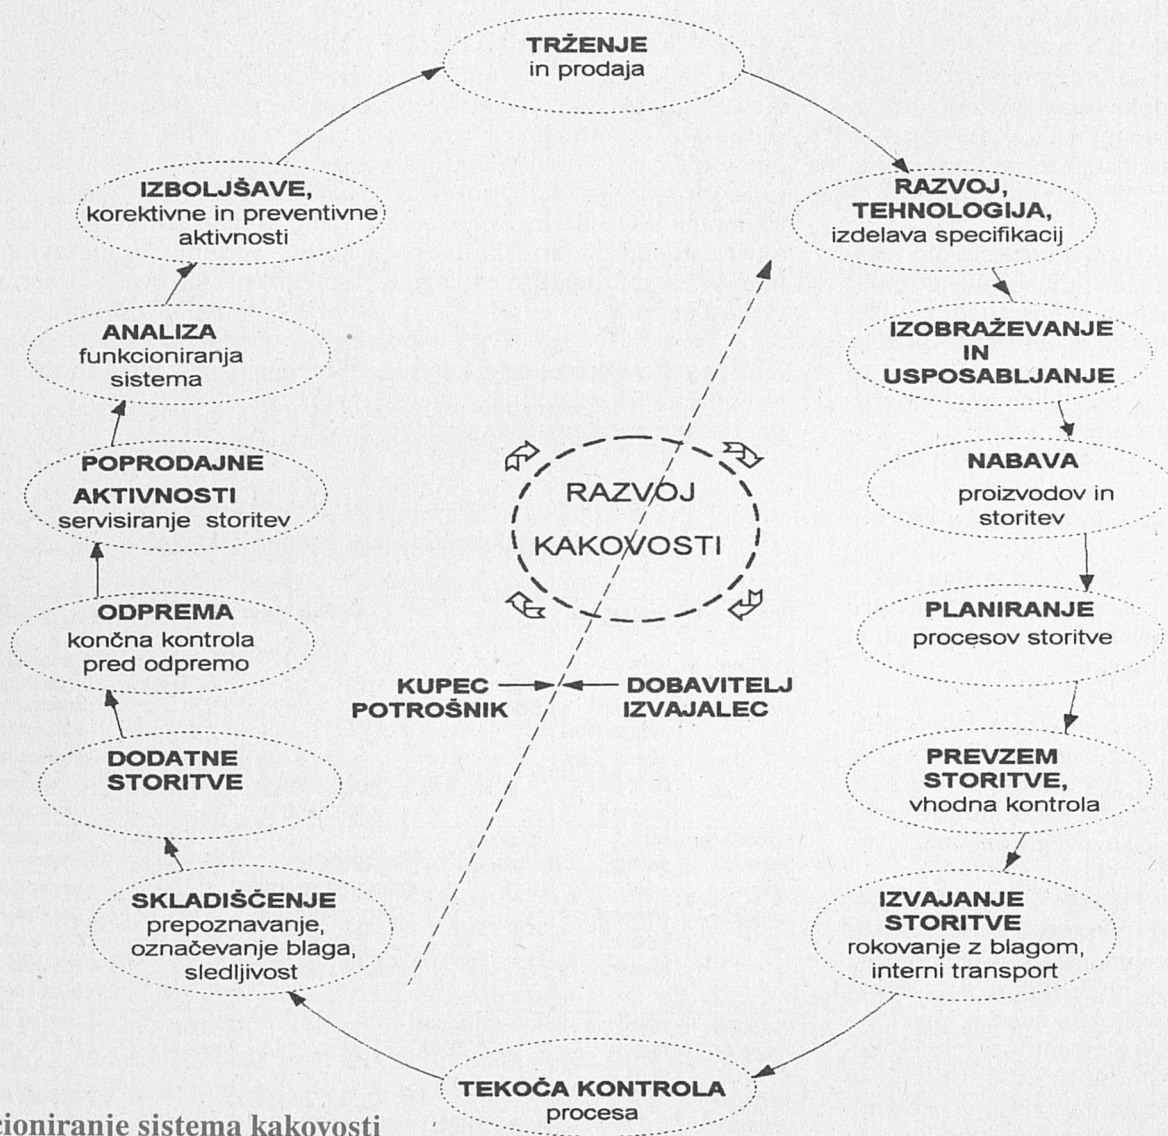 TRŽENJE
in prodaja
RAZVOJ,
TEHNOLOGIJA,
izdelava specifikacij
IZOBRAŽEVANJE
IN
USPOSABLJANJE
NABAVA
proizvodov in
storitev
PLANIRANJE
procesov storitve
PREVZEM
STORITVE,
vhodna kontrola
IZVAJANJE
STORITVE
rokovanje z blagom,
interni transport
TEKOČA KONTROLA
procesa
SKLADIŠČENJE
prepoznavanje,
označevanje blaga,
sledljivost
DODATNE
STORITVE
ODPREMA
končna kontrola
pred odpremo
POPRODAJNE
AKTIVNOSTI
servisiranje storitev
ANALIZA
funkcioniranja
sistema
IZBOLJŠAVE,
korektivne in preventivne
aktivnosti
RAZVOJ
KAKOVOSTI
KUPEC
POTROŠNIK
DOBAVITELJ
IZVAJALEC
sistema kakovosti